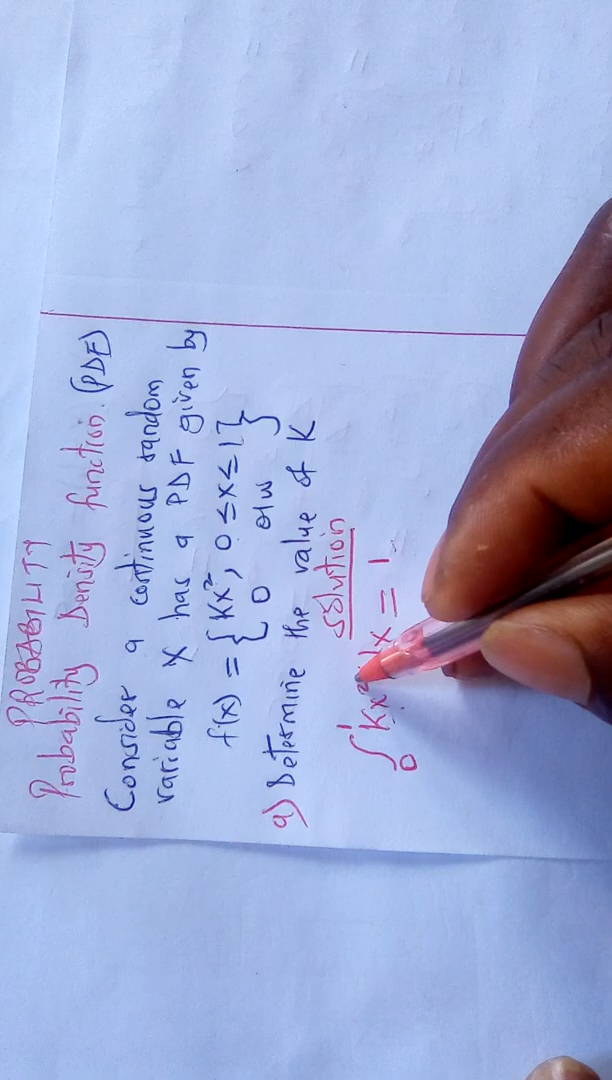 PROBABILITY
Probability Density function (PDF)
Consider a continuous random
variable X has a PDF given by
f(x) = { Kx², 0 ≤ x ≤ 1 }
{ 0 o/w }
a) Determine the value of K
Solution
∫₀¹ Kx² dx = 1